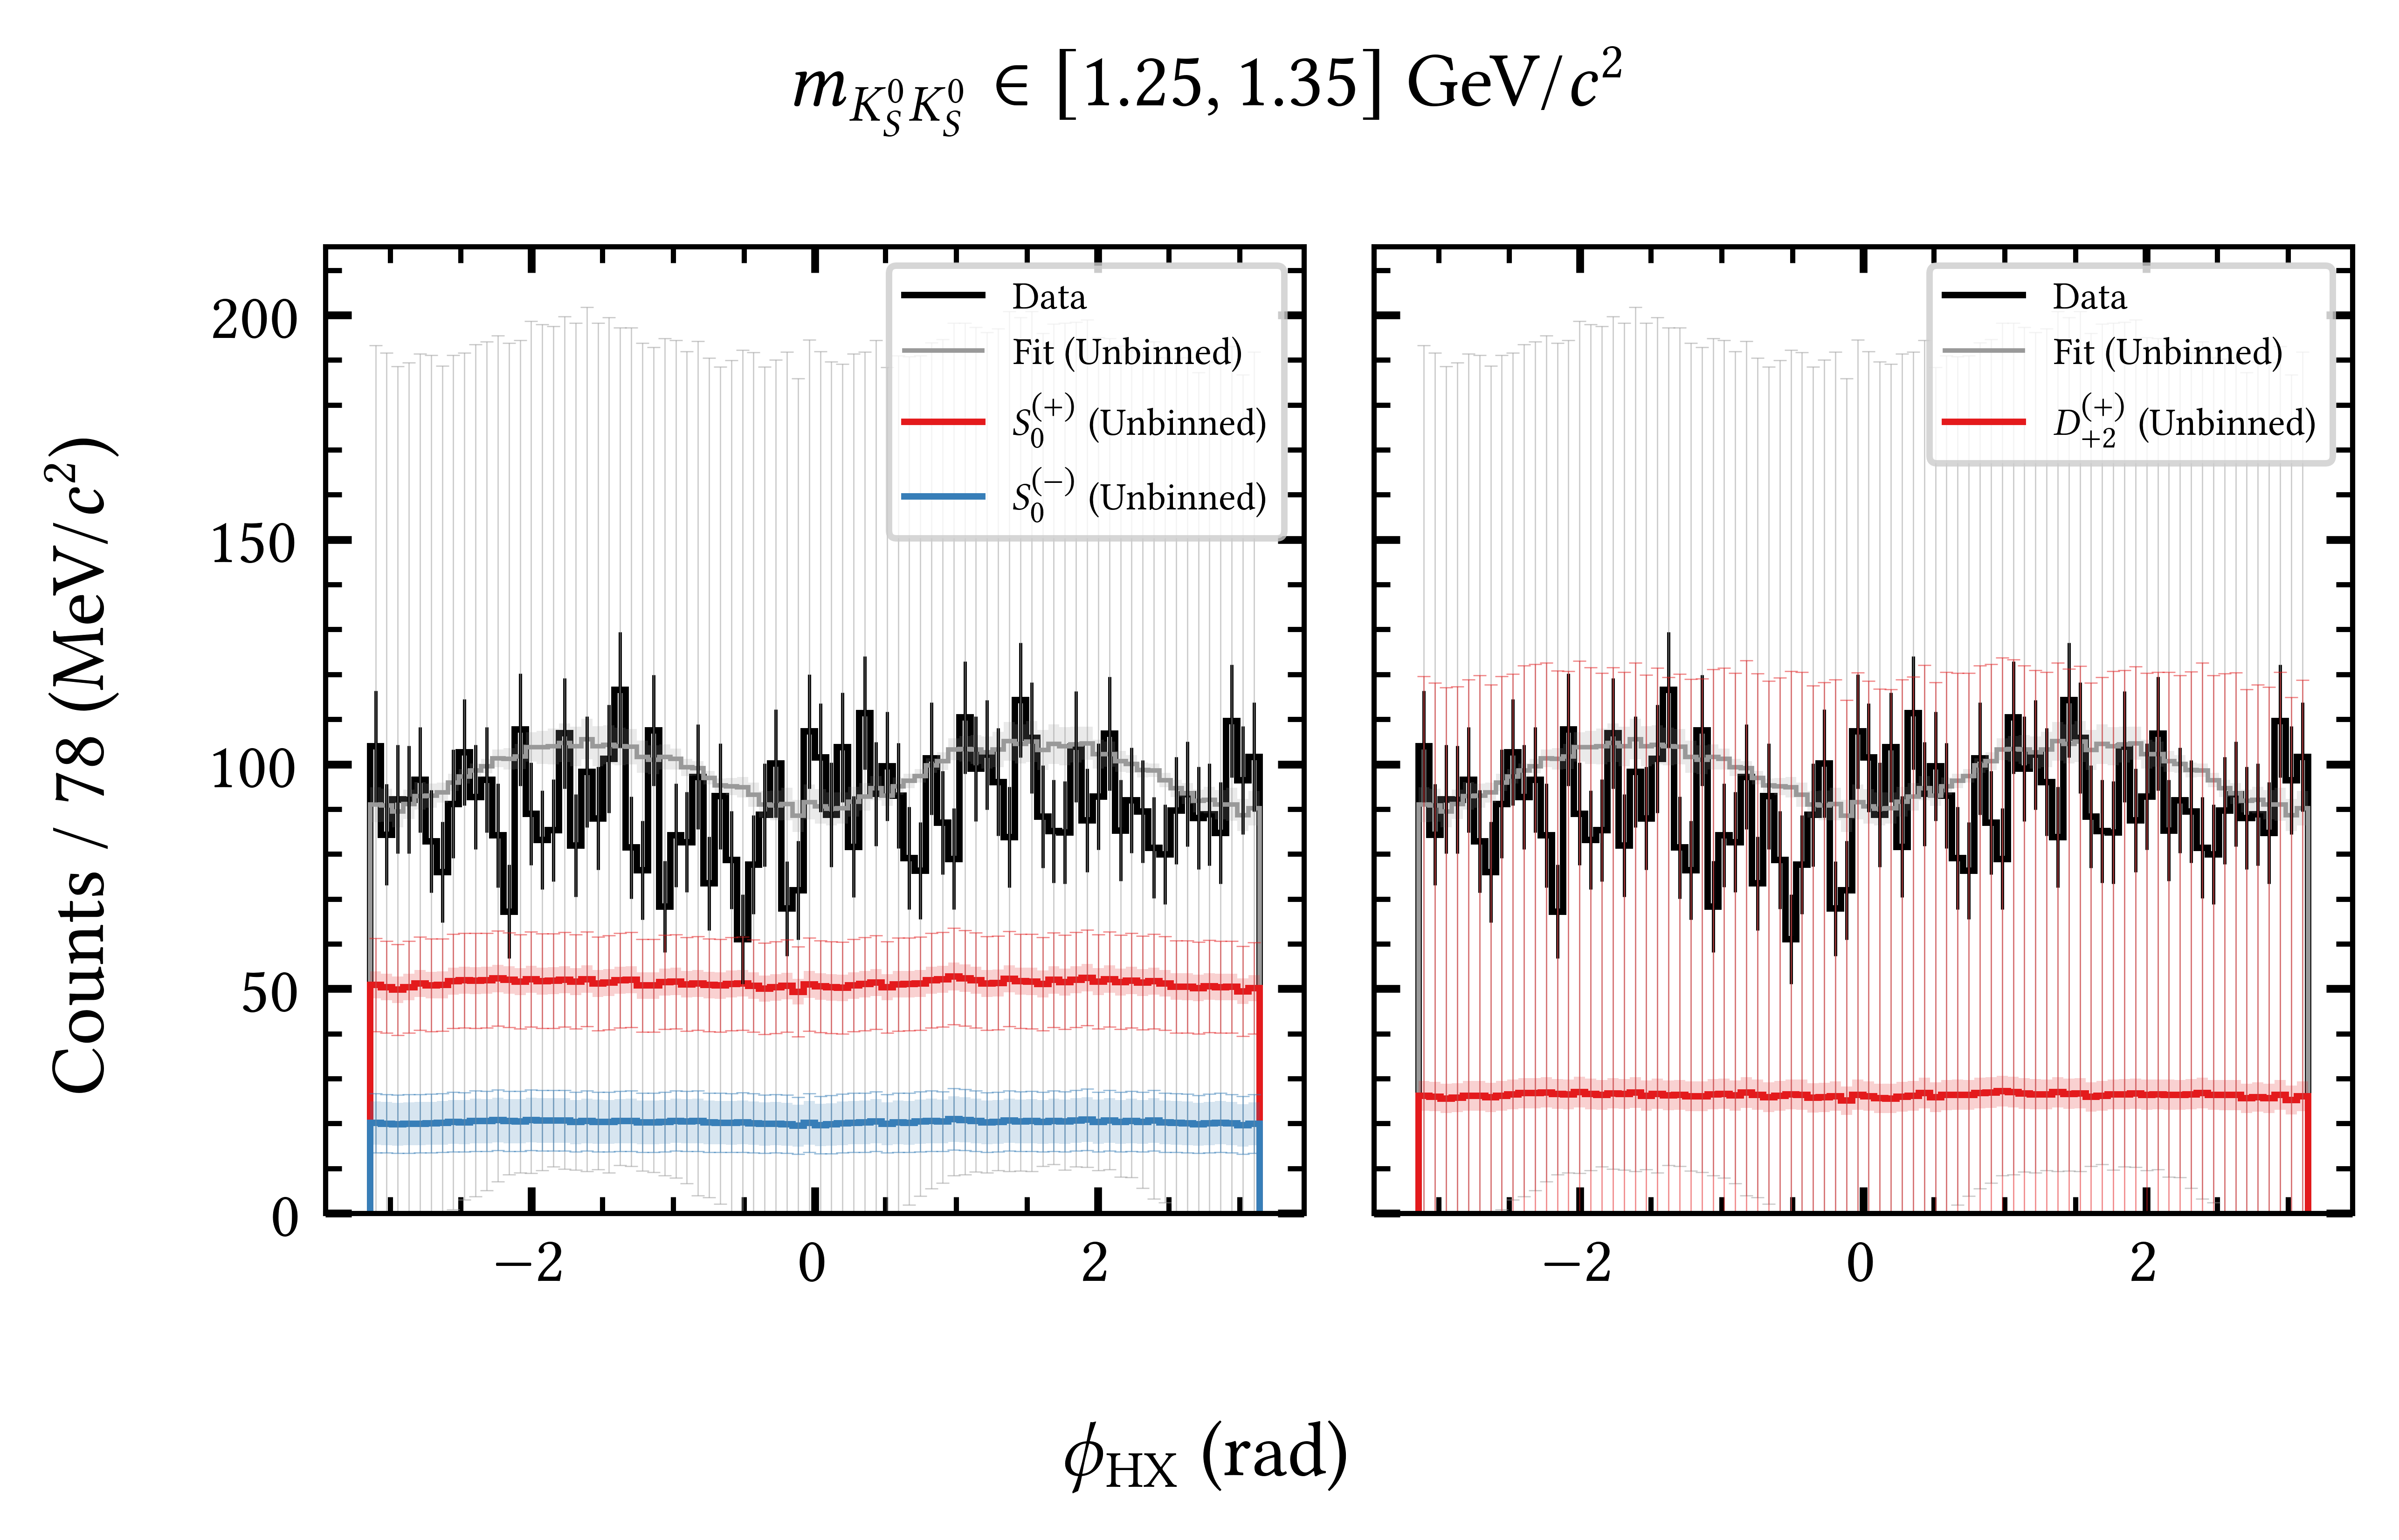 m_{K_S^0 K_S^0} ∈ [1.25, 1.35] GeV/c²
Counts / 78 (MeV/c²)
200
150
100
50
0
Data
Fit (Unbinned)
S_0^{(+)} (Unbinned)
S_0^{(−)} (Unbinned)
−2 0 2
Data
Fit (Unbinned)
D_{+2}^{(+)} (Unbinned)
−2 0 2
ϕ_{HX} (rad)